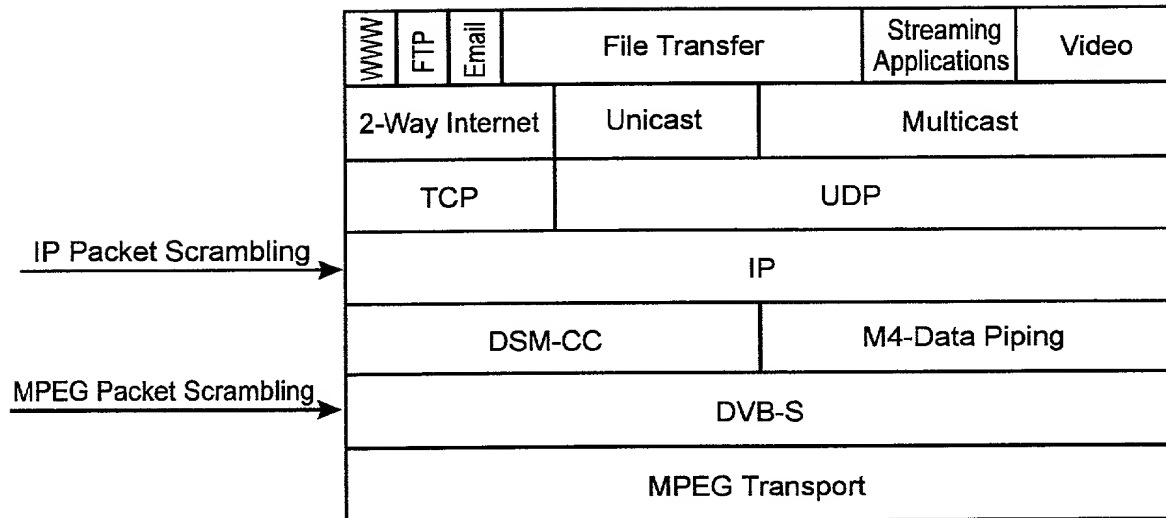 WWW
FTP
Email
File Transfer
Streaming
Applications
Video
2-Way Internet
Unicast
Multicast
TCP
UDP
IP Packet Scrambling
IP
DSM-CC
M4-Data Piping
MPEG Packet Scrambling
DVB-S
MPEG Transport